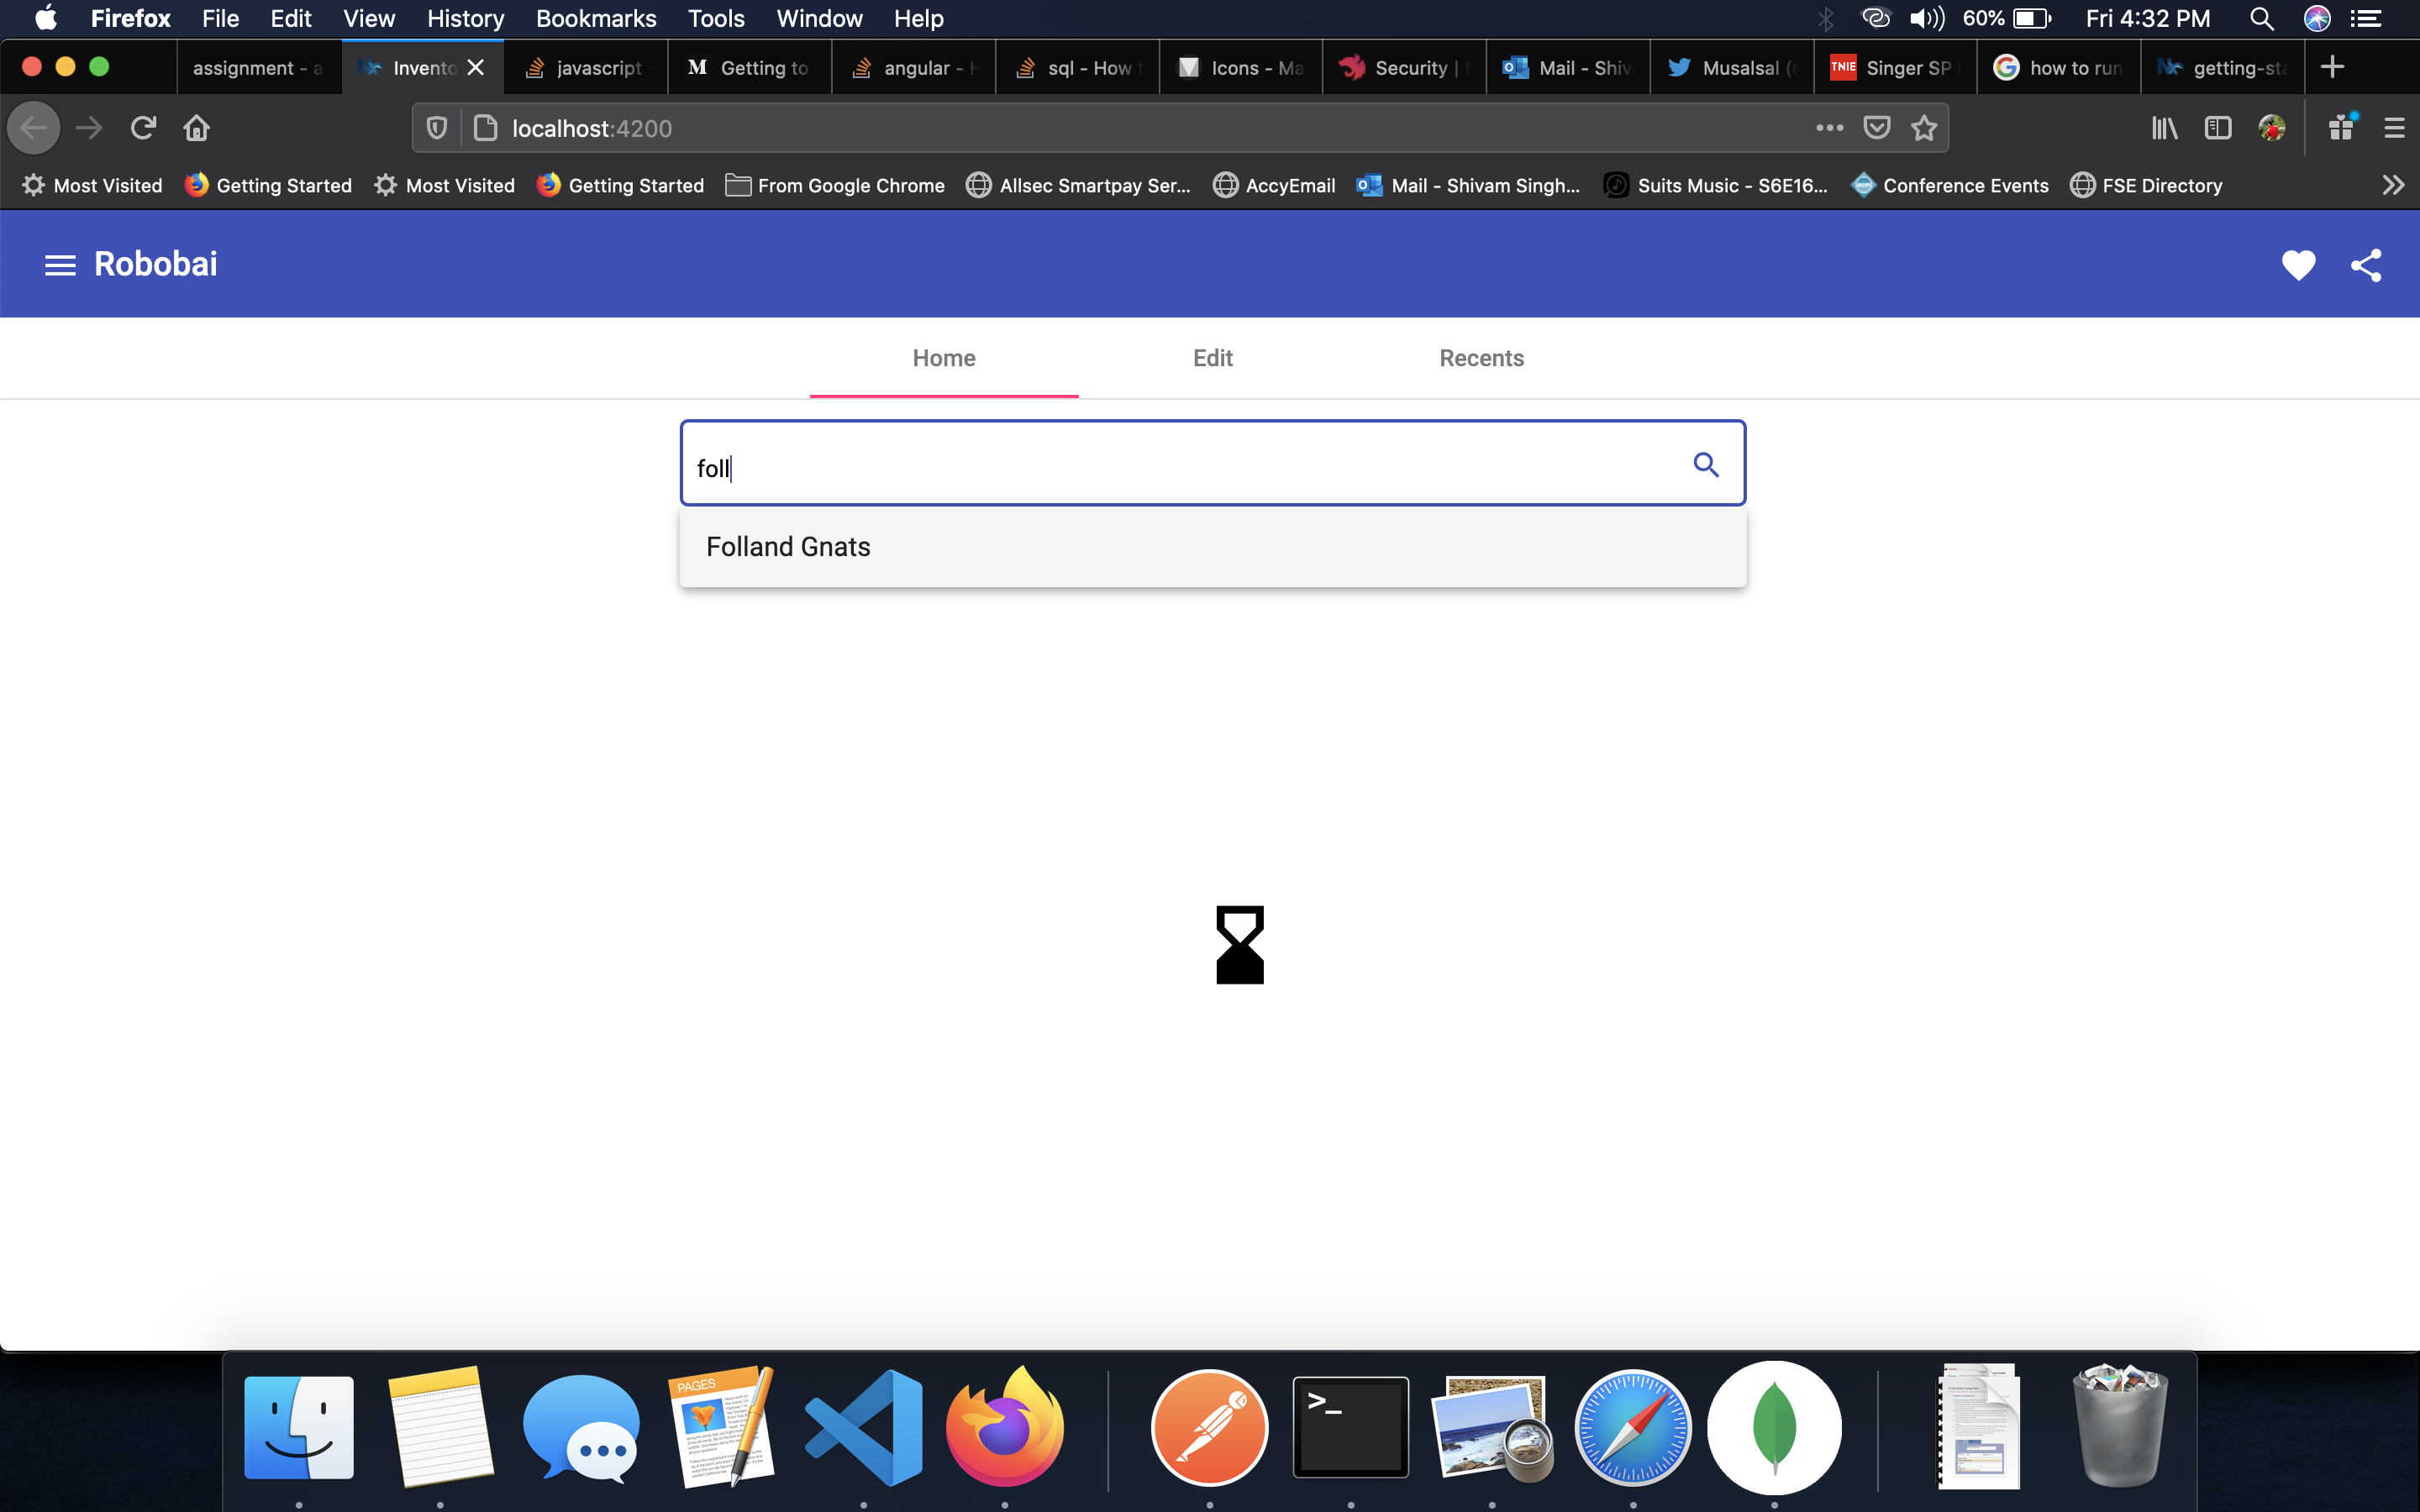 Firefox File Edit View History Bookmarks Tools Window Help 60% Fri 4:32 PM
assignment - a Invento javascript M Getting to angular - H sql - How t Icons - Ma Security | Mail - Shiv Musalsal ( TNIE Singer SP how to run getting-sta
localhost:4200
Most Visited Getting Started Most Visited Getting Started From Google Chrome Allsec Smartpay Ser... AccyEmail Mail - Shivam Singh... Suits Music - S6E16... Conference Events FSE Directory
Robobai
Home Edit Recents
foll
Folland Gnats
PAGES
>_